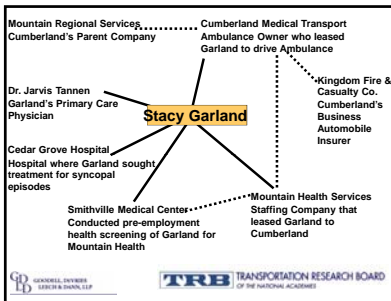 Mountain Regional Services
Cumberland's Parent Company
Cumberland Medical Transport
Ambulance Owner who leased
Garland to drive Ambulance
Kingdom Fire &
Casualty Co.
Cumberland's
Business
Automobile
Insurer
Dr. Jarvis Tannen
Garland's Primary Care
Physician
Stacy Garland
Cedar Grove Hospital
Hospital where Garland sought
treatment for syncopal
episodes
Mountain Health Services
Staffing Company that
leased Garland to
Cumberland
Smithville Medical Center
Conducted pre-employment
health screening of Garland for
Mountain Health
GOODELL, DEVRIES
LEECH & DANN, LLP
TRB TRANSPORTATION RESEARCH BOARD
OF THE NATIONAL ACADEMIES